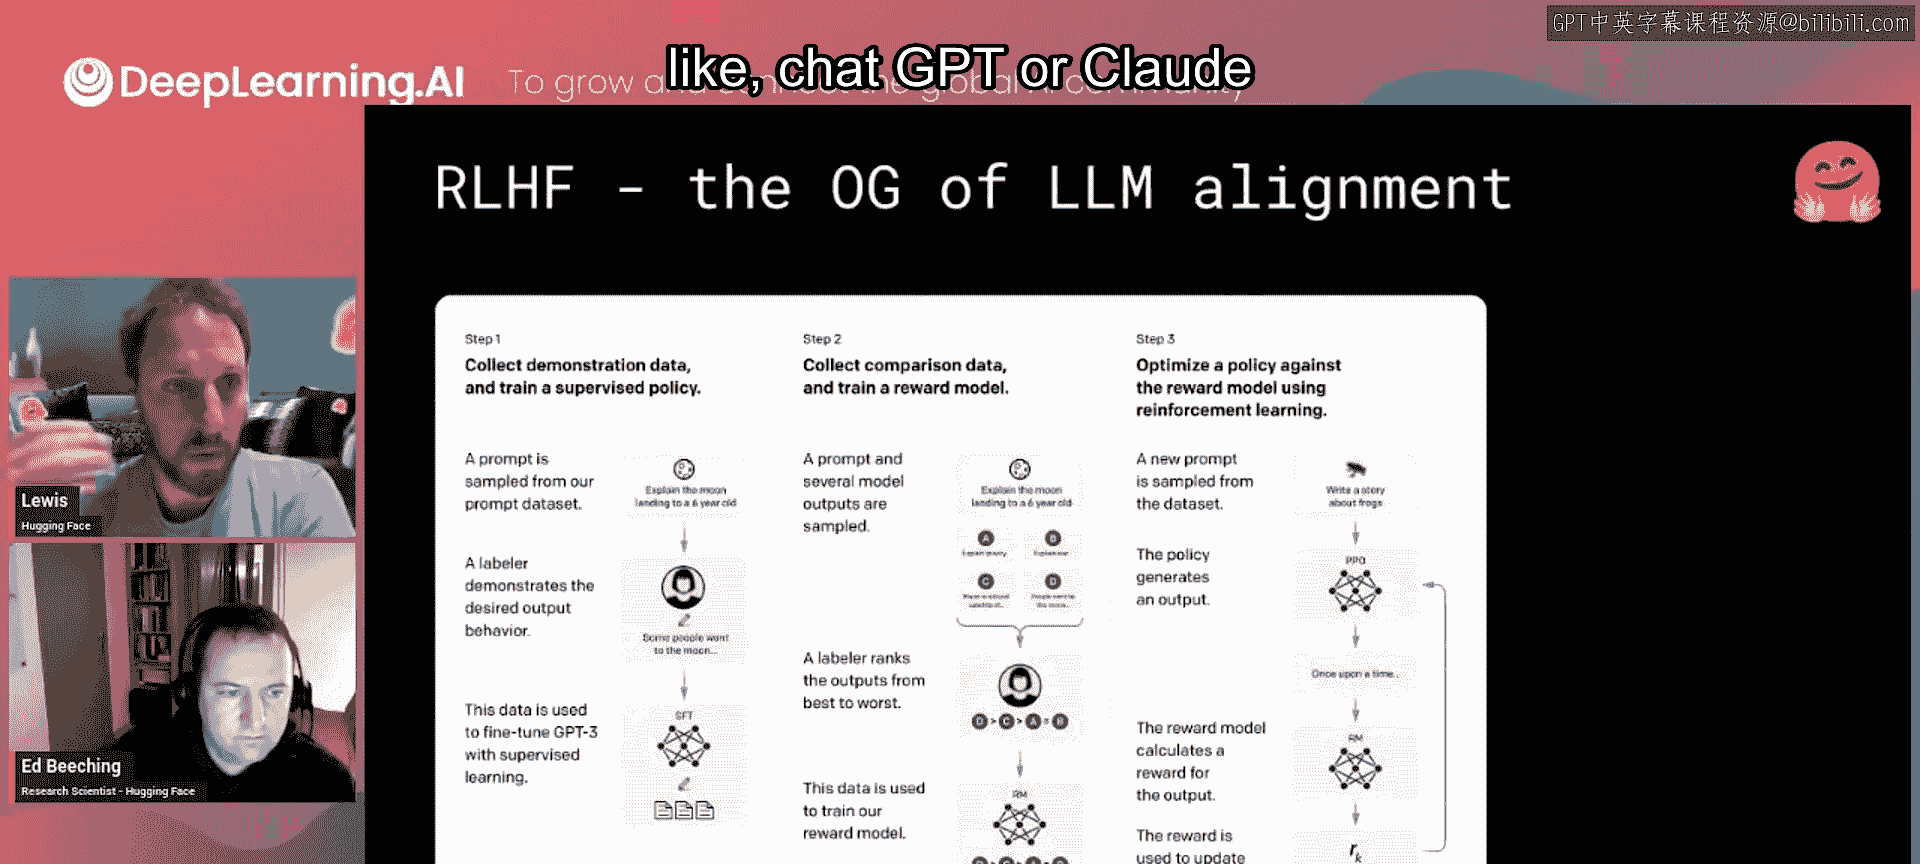 GPT中英字幕课程资源@bilibili.com
like, chat GPT or Claude
DeepLearning.AI
To grow and connect the global AI community
RLHF - the OG of LLM alignment
Step 1
Collect demonstration data,
and train a supervised policy.
A prompt is
sampled from our
prompt dataset.
Explain the moon
landing to a 6 year old
A labeler
demonstrates the
desired output
behavior.
Some people went
to the moon...
This data is used
to fine-tune GPT-3
with supervised
learning.
SFT
Step 2
Collect comparison data,
and train a reward model.
A prompt and
several model
outputs are
sampled.
Explain the moon
landing to a 6 year old
A
B
C
D
A labeler ranks
the outputs from
best to worst.
D > C > A = B
This data is used
to train our
reward model.
RM
Step 3
Optimize a policy against
the reward model using
reinforcement learning.
A new prompt
is sampled from
the dataset.
Write a story
about frogs
The policy
generates
an output.
PPO
Once upon a time...
The reward model
calculates a
reward for
the output.
RM
The reward is
used to update
rk
Lewis
Hugging Face
Ed Beeching
Research Scientist - Hugging Face